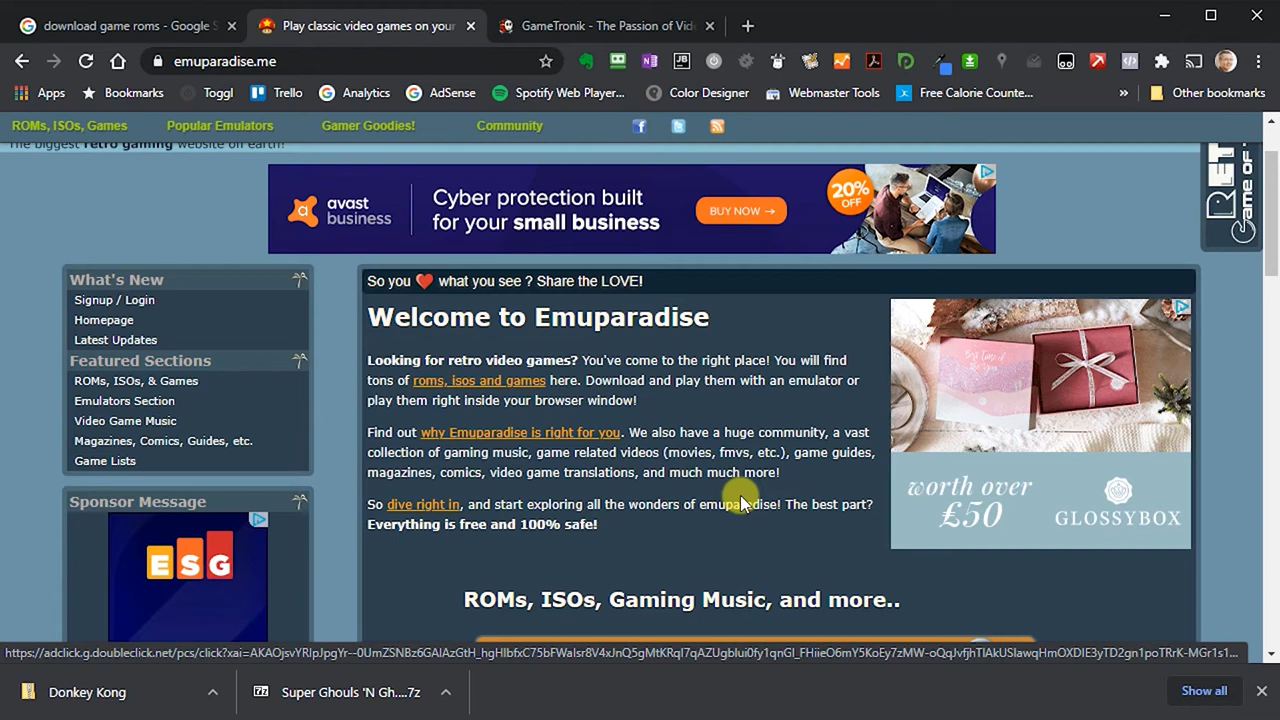 download game roms - Google S
Play classic video games on your
GameTronik - The Passion of Vid
emuparadise.me
Apps
Bookmarks
Toggl
Trello
Analytics
AdSense
Spotify Web Player...
Color Designer
Webmaster Tools
Free Calorie Counte...
»
Other bookmarks
ROMs, ISOs, Games
Popular Emulators
Gamer Goodies!
Community
The biggest retro gaming website on earth!
avast
business
Cyber protection built
for your small business
BUY NOW →
20%
OFF
RET
Game OF
What's New
Signup / Login
Homepage
Latest Updates
Featured Sections
ROMs, ISOs, & Games
Emulators Section
Video Game Music
Magazines, Comics, Guides, etc.
Game Lists
Sponsor Message
ESG
So you ❤ what you see ? Share the LOVE!
Welcome to Emuparadise
Looking for retro video games? You've come to the right place! You will find
tons of roms, isos and games here. Download and play them with an emulator or
play them right inside your browser window!
Find out why Emuparadise is right for you. We also have a huge community, a vast
collection of gaming music, game related videos (movies, fmvs, etc.), game guides,
magazines, comics, video game translations, and much much more!
So dive right in, and start exploring all the wonders of emuparadise! The best part?
Everything is free and 100% safe!
worth over
£50
GLOSSYBOX
ROMs, ISOs, Gaming Music, and more..
Donkey Kong
Super Ghouls 'N Gh....7z
Show all